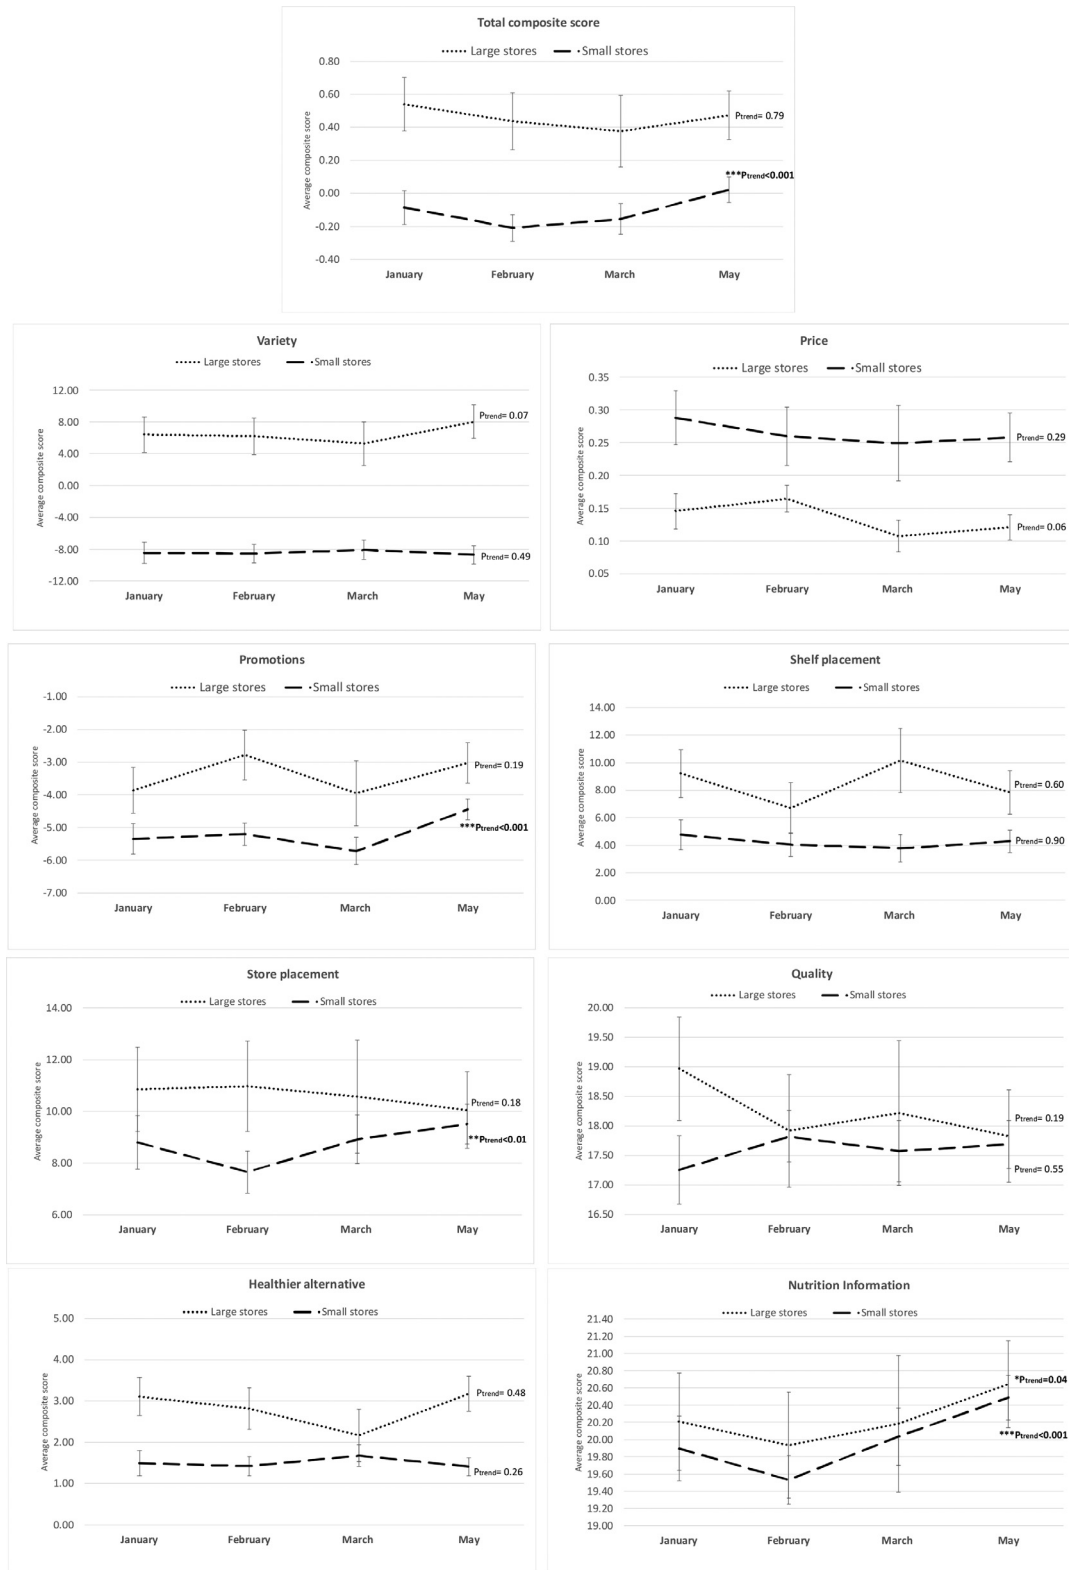 Total composite score
Large stores Small stores
Average composite score
0.80
0.60
0.40
0.20
0.00
-0.20
-0.40
Ptrend= 0.79
***Ptrend<0.001
January February March May
Variety
Large stores Small stores
Average composite score
12.00
8.00
4.00
0.00
-4.00
-8.00
-12.00
Ptrend= 0.07
Ptrend= 0.49
January February March May
Price
Large stores Small stores
Average composite score
0.35
0.30
0.25
0.20
0.15
0.10
0.05
Ptrend= 0.29
Ptrend= 0.06
January February March May
Promotions
Large stores Small stores
Average composite score
-1.00
-2.00
-3.00
-4.00
-5.00
-6.00
-7.00
Ptrend= 0.19
***Ptrend<0.001
January February March May
Shelf placement
Large stores Small stores
Average composite score
14.00
12.00
10.00
8.00
6.00
4.00
2.00
0.00
Ptrend= 0.60
Ptrend= 0.90
January February March May
Store placement
Large stores Small stores
Average composite score
14.00
12.00
10.00
8.00
6.00
Ptrend= 0.18
**Ptrend<0.01
January February March May
Quality
Large stores Small stores
Average composite score
20.00
19.50
19.00
18.50
18.00
17.50
17.00
16.50
Ptrend= 0.19
Ptrend= 0.55
January February March May
Healthier alternative
Large stores Small stores
Average composite score
5.00
4.00
3.00
2.00
1.00
0.00
Ptrend= 0.48
Ptrend= 0.26
January February March May
Nutrition Information
Large stores Small stores
Average composite score
21.40
21.20
21.00
20.80
20.60
20.40
20.20
20.00
19.80
19.60
19.40
19.20
19.00
*Ptrend=0.04
***Ptrend<0.001
January February March May